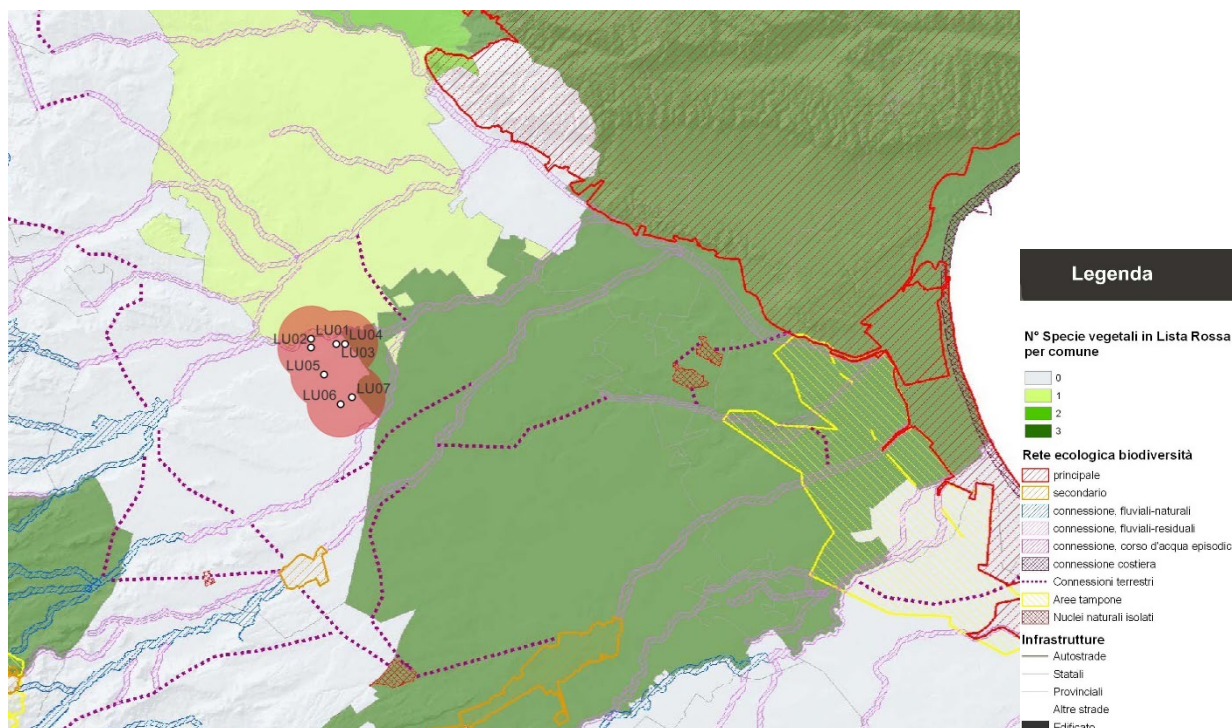 LU01
LU04
LU02
LU03
LU05
LU07
LU06
Legenda
N° Specie vegetali in Lista Rossa
per comune
0
1
2
3
Rete ecologica biodiversità
principale
secondario
connessione, fluviali-naturali
connessione, fluviali-residuali
connessione, corso d'acqua episodic
connessione costiera
Connessioni terrestri
Aree tampone
Nuclei naturali isolati
Infrastrutture
Autostrade
Statali
Provinciali
Altre strade
Edificato